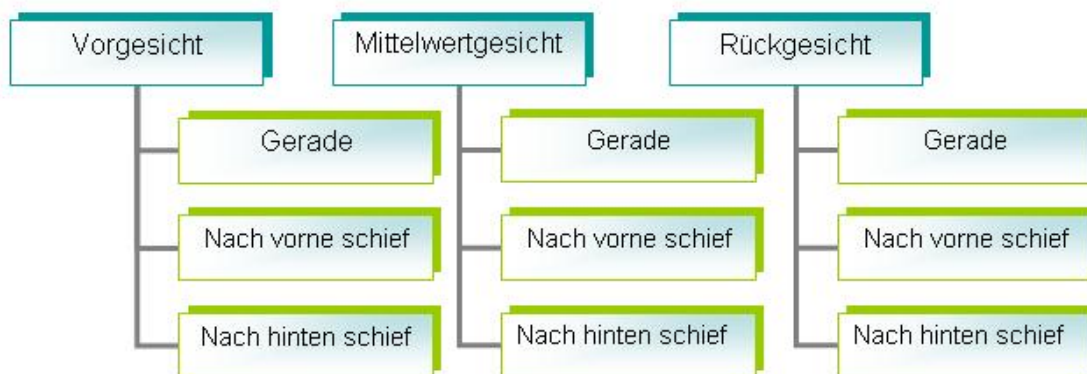 Vorgesicht
Mittelwertgesicht
Rückgesicht
Gerade
Gerade
Gerade
Nach vorne schief
Nach vorne schief
Nach vorne schief
Nach hinten schief
Nach hinten schief
Nach hinten schief